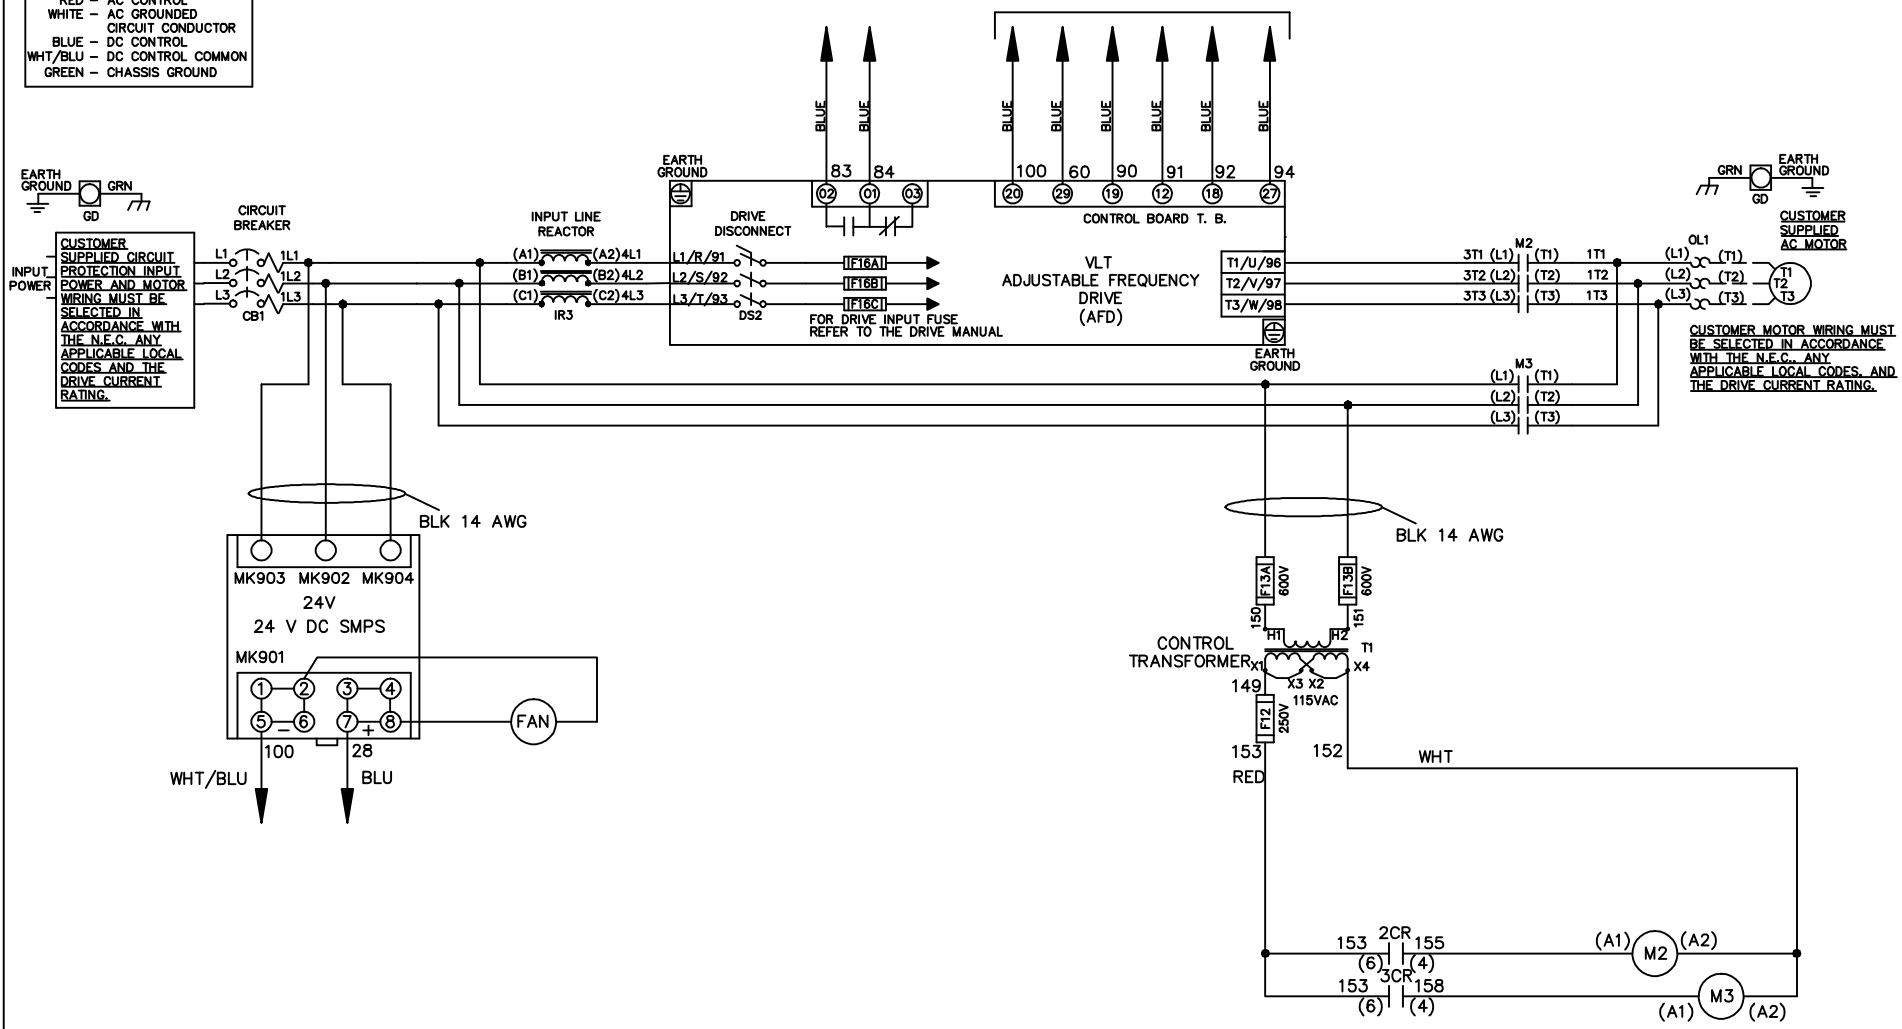 RED – AC CONTROL
WHITE – AC GROUNDED
CIRCUIT CONDUCTOR
BLUE – DC CONTROL
WHT/BLU – DC CONTROL COMMON
GREEN – CHASSIS GROUND
BLUE
BLUE
BLUE
BLUE
BLUE
BLUE
BLUE
BLUE
EARTH
GROUND
GRN
GD
EARTH
GROUND
83
84
02
01
03
100
60
90
91
92
94
20
29
19
12
18
27
CONTROL BOARD T. B.
GRN
EARTH
GROUND
GD
CUSTOMER
SUPPLIED
AC MOTOR
CIRCUIT
BREAKER
INPUT LINE
REACTOR
DRIVE
DISCONNECT
INPUT
POWER
CUSTOMER
SUPPLIED CIRCUIT
PROTECTION INPUT
POWER AND MOTOR
WIRING MUST BE
SELECTED IN
ACCORDANCE WITH
THE N.E.C. ANY
APPLICABLE LOCAL
CODES AND THE
DRIVE CURRENT
RATING.
L1
1L1
L2
1L2
L3
1L3
CB1
(A1)
(A2)
4L1
(B1)
(B2)
4L2
(C1)
(C2)
4L3
IR3
L1/R/91
L2/S/92
L3/T/93
DS2
F16A
F16B
F16C
FOR DRIVE INPUT FUSE
REFER TO THE DRIVE MANUAL
VLT
ADJUSTABLE FREQUENCY
DRIVE
(AFD)
T1/U/96
T2/V/97
T3/W/98
EARTH
GROUND
M2
3T1 (L1) (T1) 1T1
3T2 (L2) (T2) 1T2
3T3 (L3) (T3) 1T3
OL1
(L1) (T1)
(L2) (T2)
(L3) (T3)
T1
T2
T3
CUSTOMER MOTOR WIRING MUST
BE SELECTED IN ACCORDANCE
WITH THE N.E.C., ANY
APPLICABLE LOCAL CODES, AND
THE DRIVE CURRENT RATING.
M3
(L1) (T1)
(L2) (T2)
(L3) (T3)
BLK 14 AWG
BLK 14 AWG
MK903 MK902 MK904
24V
24 V DC SMPS
MK901
1 2 3 4
5 – 6 7 + 8
FAN
100
28
WHT/BLU
BLU
F13A
600V
F13B
600V
150
151
H1
H2
T1
CONTROL
TRANSFORMER
X1
X4
X3 X2
115VAC
149
F12
250V
153
152
RED
WHT
2CR
153
155
(6)
(4)
(A1)
M2
(A2)
3CR
153
158
(6)
(4)
(A1)
M3
(A2)